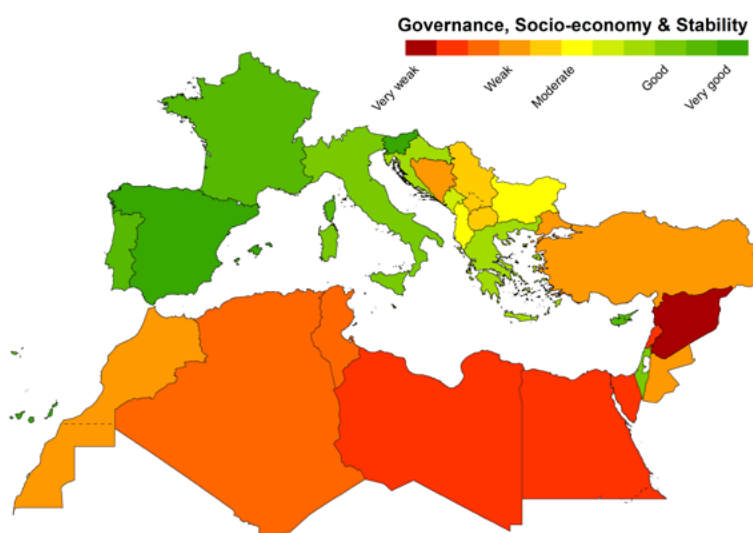 Governance, Socio-economy & Stability
Very weak
Weak
Moderate
Good
Very good